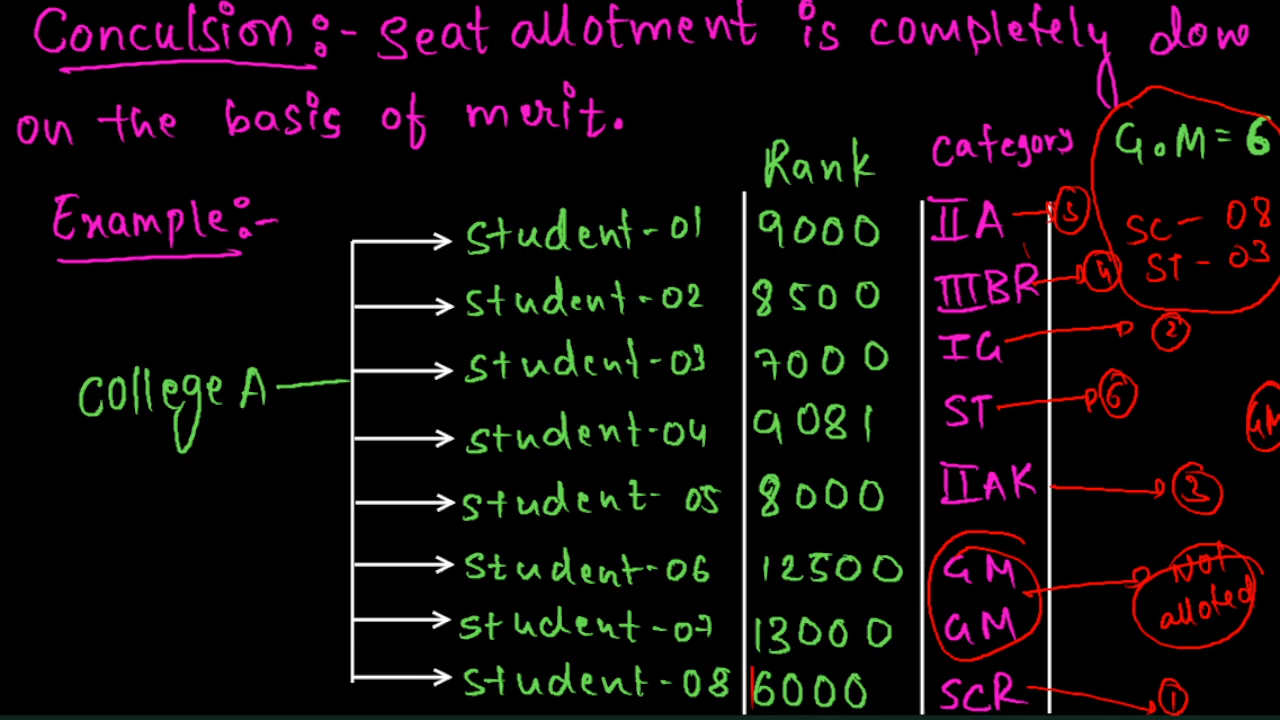 Conculsion:- Seat allotment is completely done
on the basis of merit.
Rank Category G.M = 6
Example:-
Student-01 9000 IIA 5 SC - 08
Student-02 8500 IIIBR 4 ST - 03
Student-03 7000 IG 2
College A
Student-04 9081 ST 6 GM
Student-05 8000 IIAK 3
Student-06 12500 GM Not
alloted
Student-07 13000 GM
Student-08 6000 SCR 1